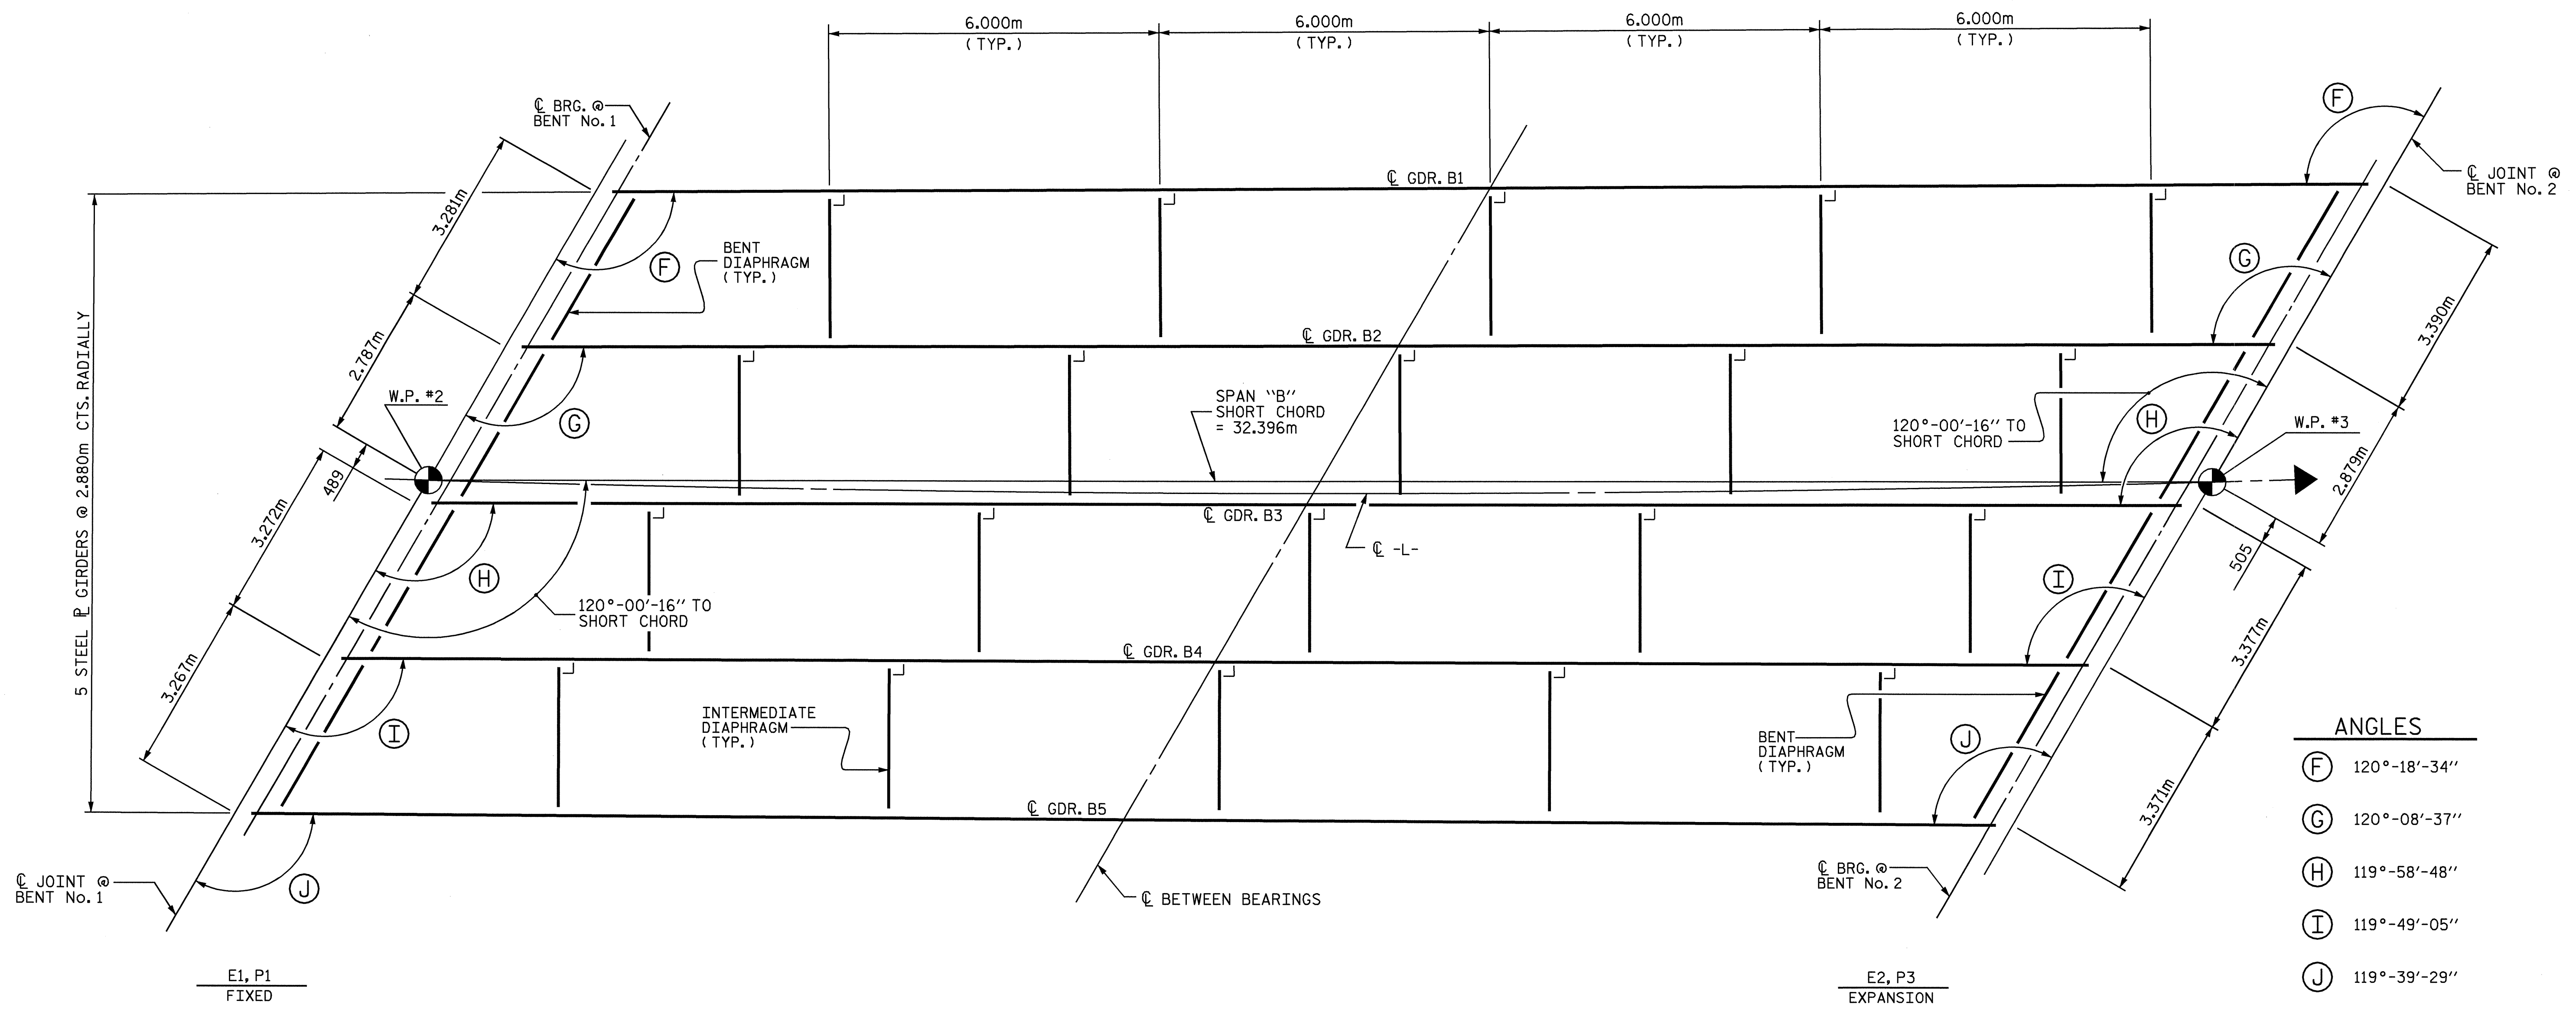 6.000m
(TYP.)
6.000m
(TYP.)
6.000m
(TYP.)
6.000m
(TYP.)
℄ BRG. @
BENT No. 1
F
℄ JOINT @
BENT No. 2
℄ GDR. B1
3.281m
F
BENT
DIAPHRAGM
(TYP.)
G
3.390m
5 STEEL ⅊ GIRDERS @ 2.880m CTS. RADIALLY
2.787m
℄ GDR. B2
W.P. #2
G
SPAN "B"
SHORT CHORD
= 32.396m
120°-00'-16" TO
SHORT CHORD
H
W.P. #3
2.879m
489
3.272m
℄ GDR. B3
℄ -L-
505
H
I
120°-00'-16" TO
SHORT CHORD
3.377m
3.267m
℄ GDR. B4
I
INTERMEDIATE
DIAPHRAGM
(TYP.)
BENT
DIAPHRAGM
(TYP.)
J
3.371m
℄ GDR. B5
℄ JOINT @
BENT No. 1
J
℄ BETWEEN BEARINGS
℄ BRG. @
BENT No. 2
ANGLES
F 120°-18'-34"
G 120°-08'-37"
H 119°-58'-48"
I 119°-49'-05"
J 119°-39'-29"
E1, P1
FIXED
E2, P3
EXPANSION